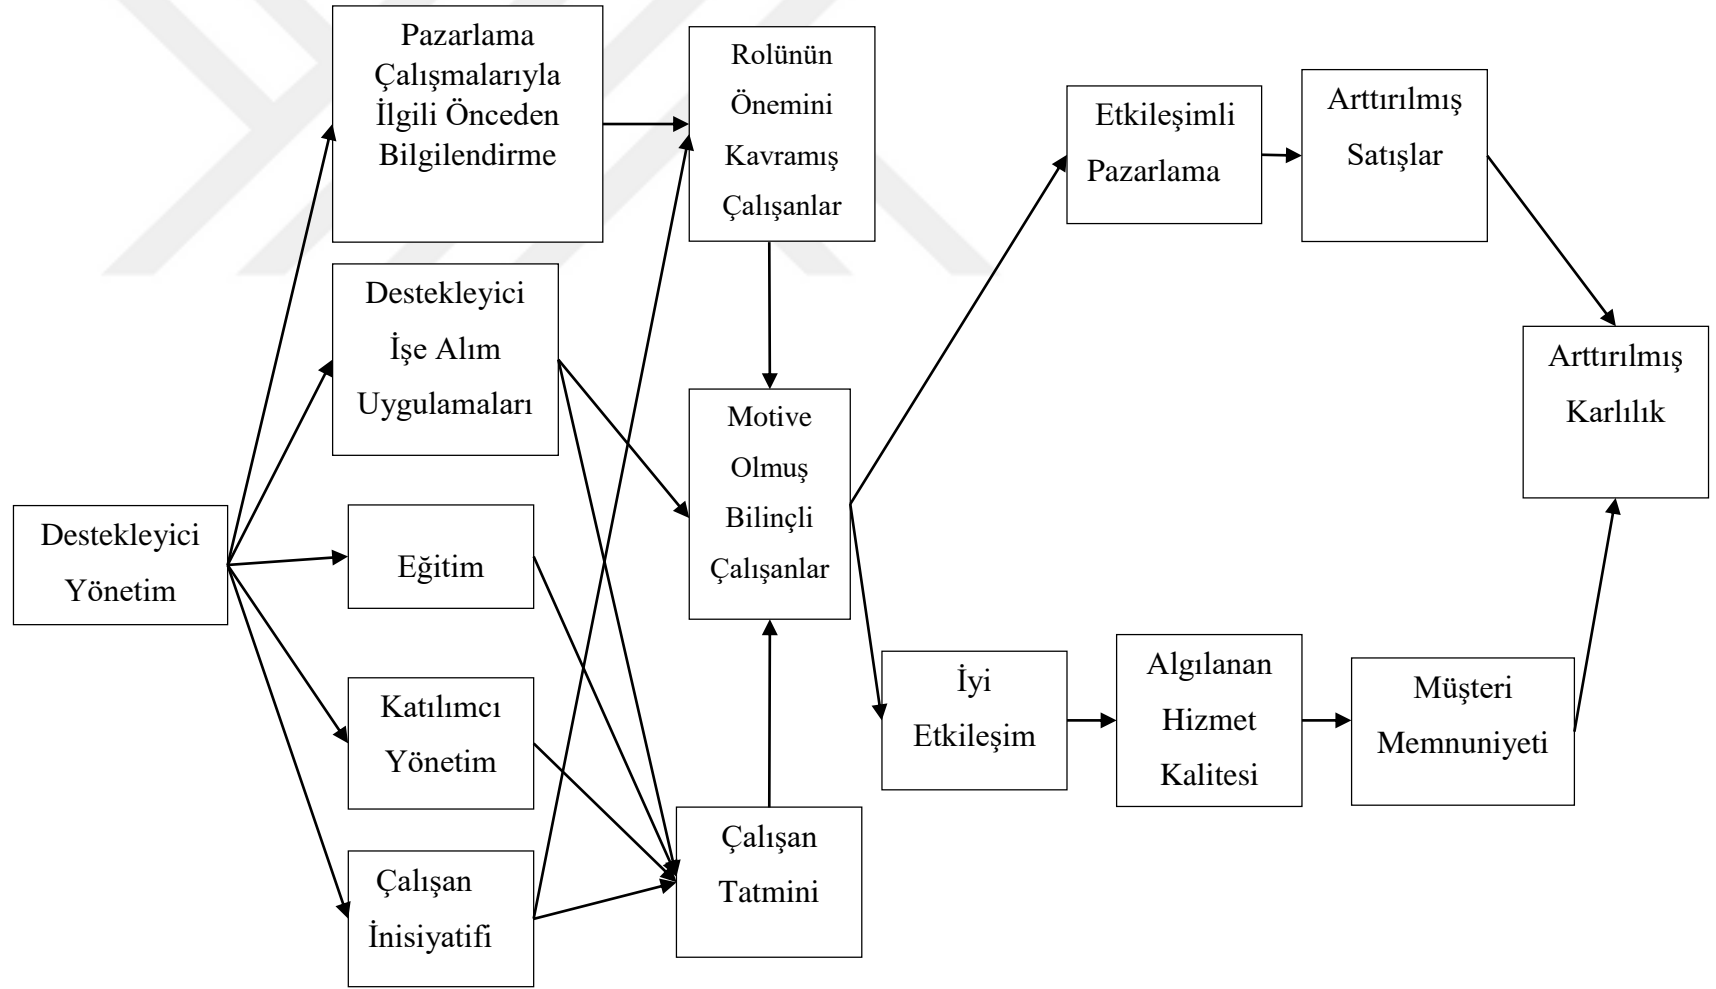 Pazarlama
Çalışmalarıyla
İlgili Önceden
Bilgilendirme
Rolünün
Önemini
Kavramış
Çalışanlar
Etkileşimli
Pazarlama
Arttırılmış
Satışlar
Destekleyici
İşe Alım
Uygulamaları
Arttırılmış
Karlılık
Motive
Olmuş
Bilinçli
Çalışanlar
Destekleyici
Yönetim
Eğitim
Katılımcı
Yönetim
İyi
Etkileşim
Algılanan
Hizmet
Kalitesi
Müşteri
Memnuniyeti
Çalışan
Tatmini
Çalışan
İnisiyatifi